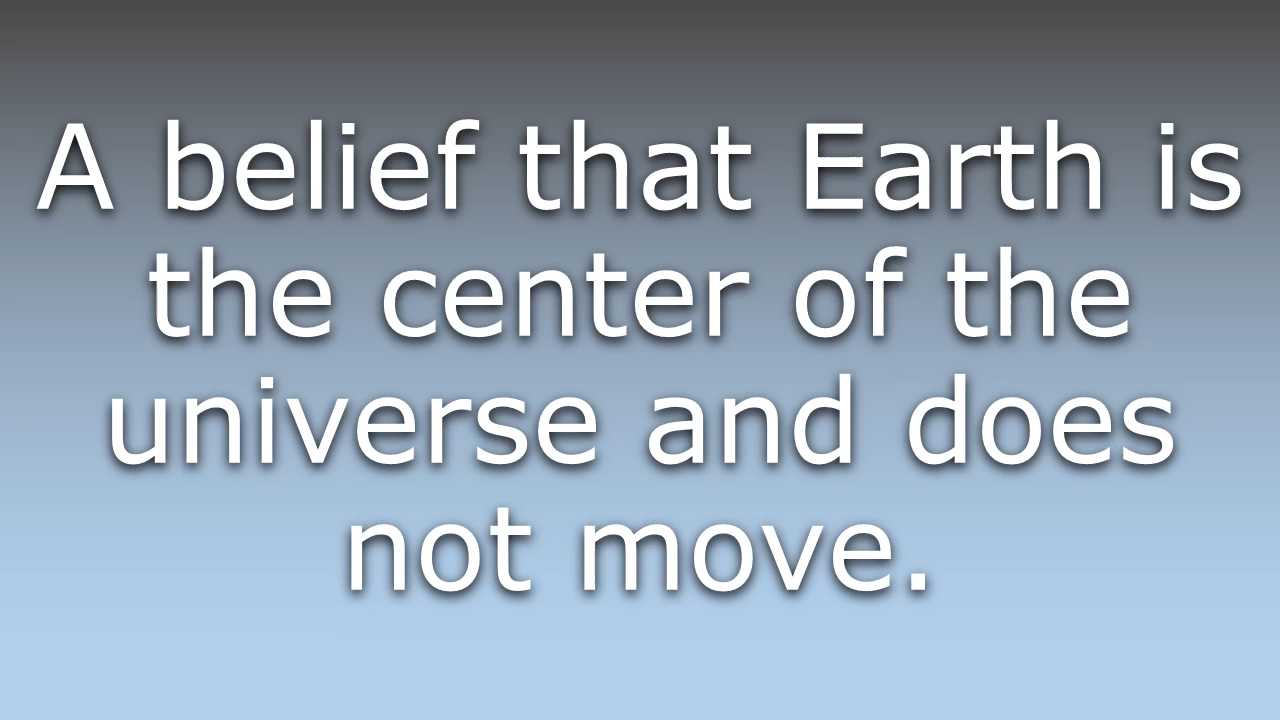 A belief that Earth is
the center of the
universe and does
not move.